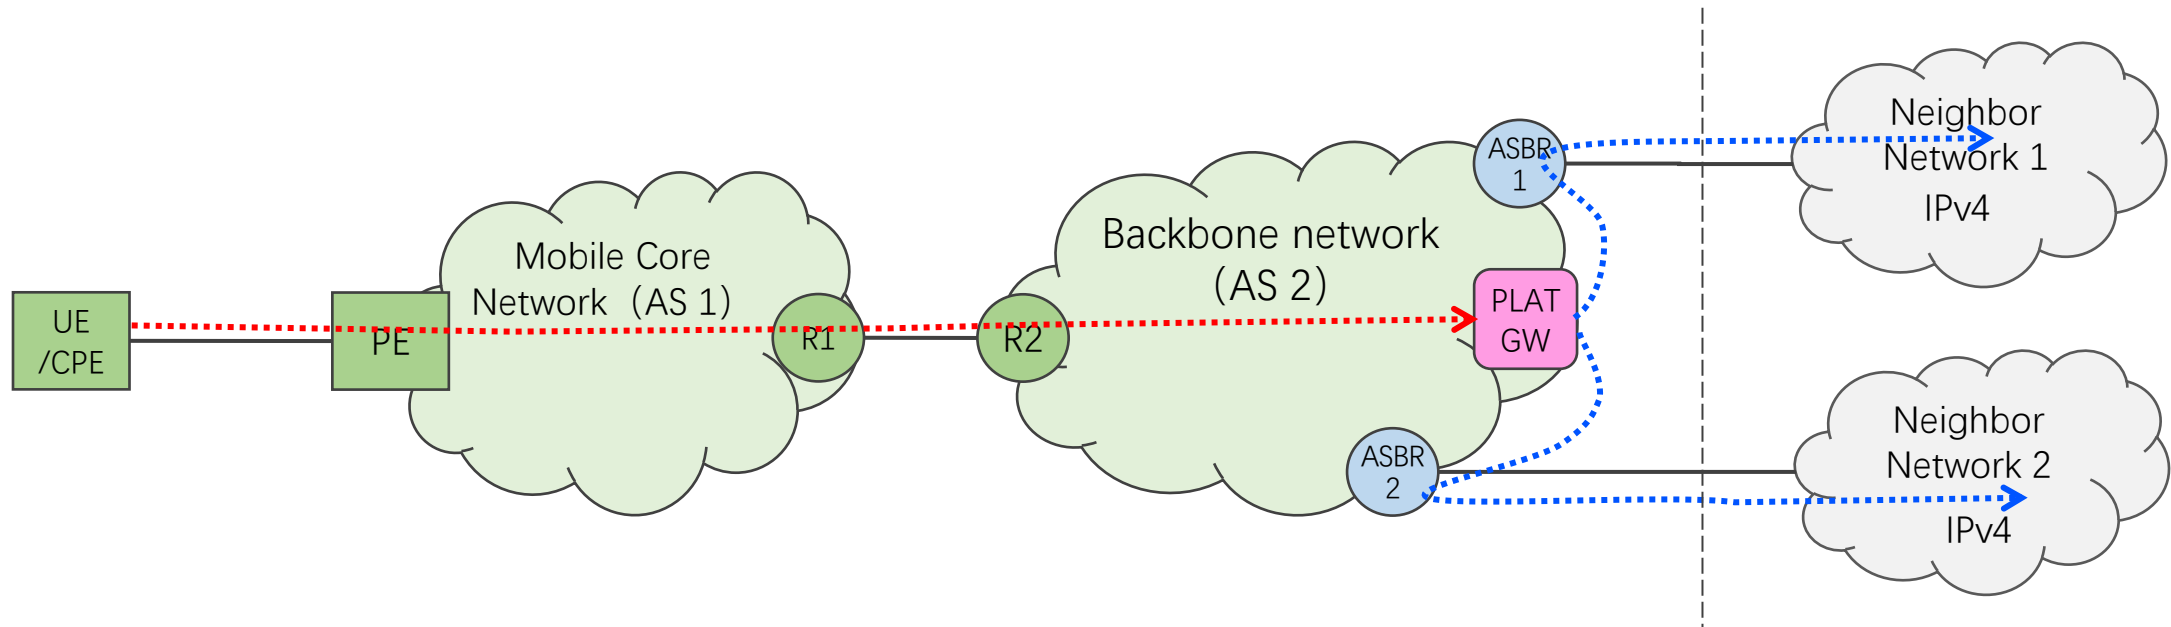 UE
/CPE
PE
Mobile Core
Network（AS 1）
R1
R2
Backbone network
（AS 2）
ASBR
1
PLAT
GW
ASBR
2
Neighbor
Network 1
IPv4
Neighbor
Network 2
IPv4